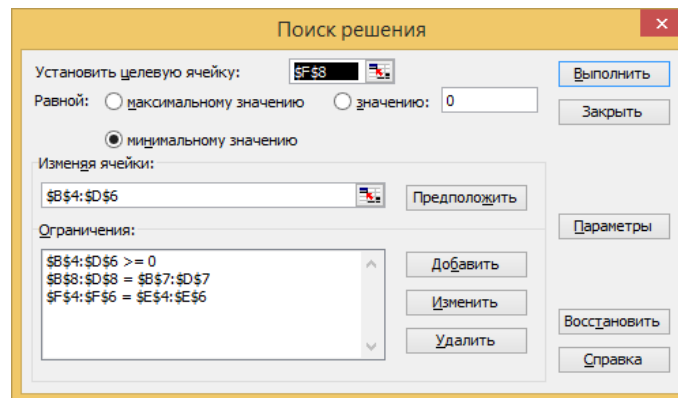 Поиск решения
Установить целевую ячейку: $F$8
Выполнить
Равной: максимальному значению значению: 0
Закрыть
минимальному значению
Изменяя ячейки:
$B$4:$D$6
Предположить
Ограничения:
Параметры
$B$4:$D$6 >= 0
$B$8:$D$8 = $B$7:$D$7
$F$4:$F$6 = $E$4:$E$6
Добавить
Изменить
Удалить
Восстановить
Справка